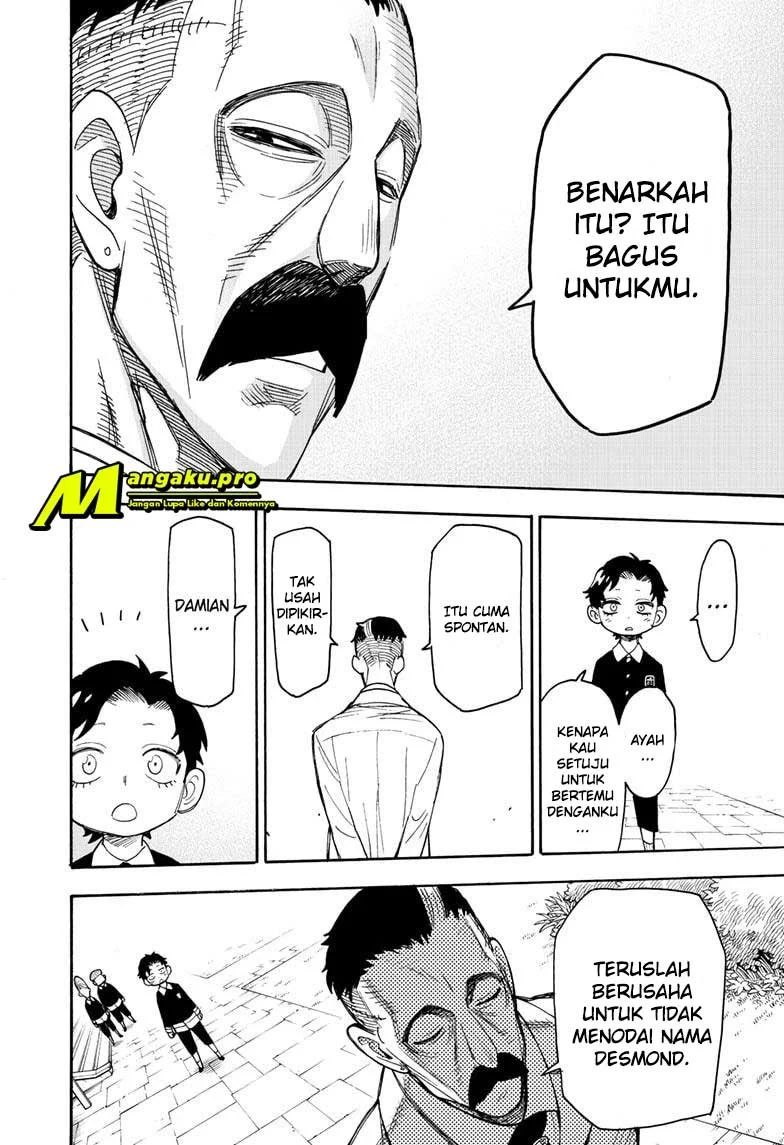 BENARKAH
ITU? ITU
BAGUS
UNTUKMU.
Mangaku.pro
Jangan Lupa Like dan Komennya
...
AYAH
...
KENAPA
KAU
SETUJU
UNTUK
BERTEMU
DENGANKU
...
ITU CUMA
SPONTAN.
TAK
USAH
DIPIKIR-
KAN.
DAMIAN
...
TERUSLAH
BERUSAHA
UNTUK TIDAK
MENODAI NAMA
DESMOND.